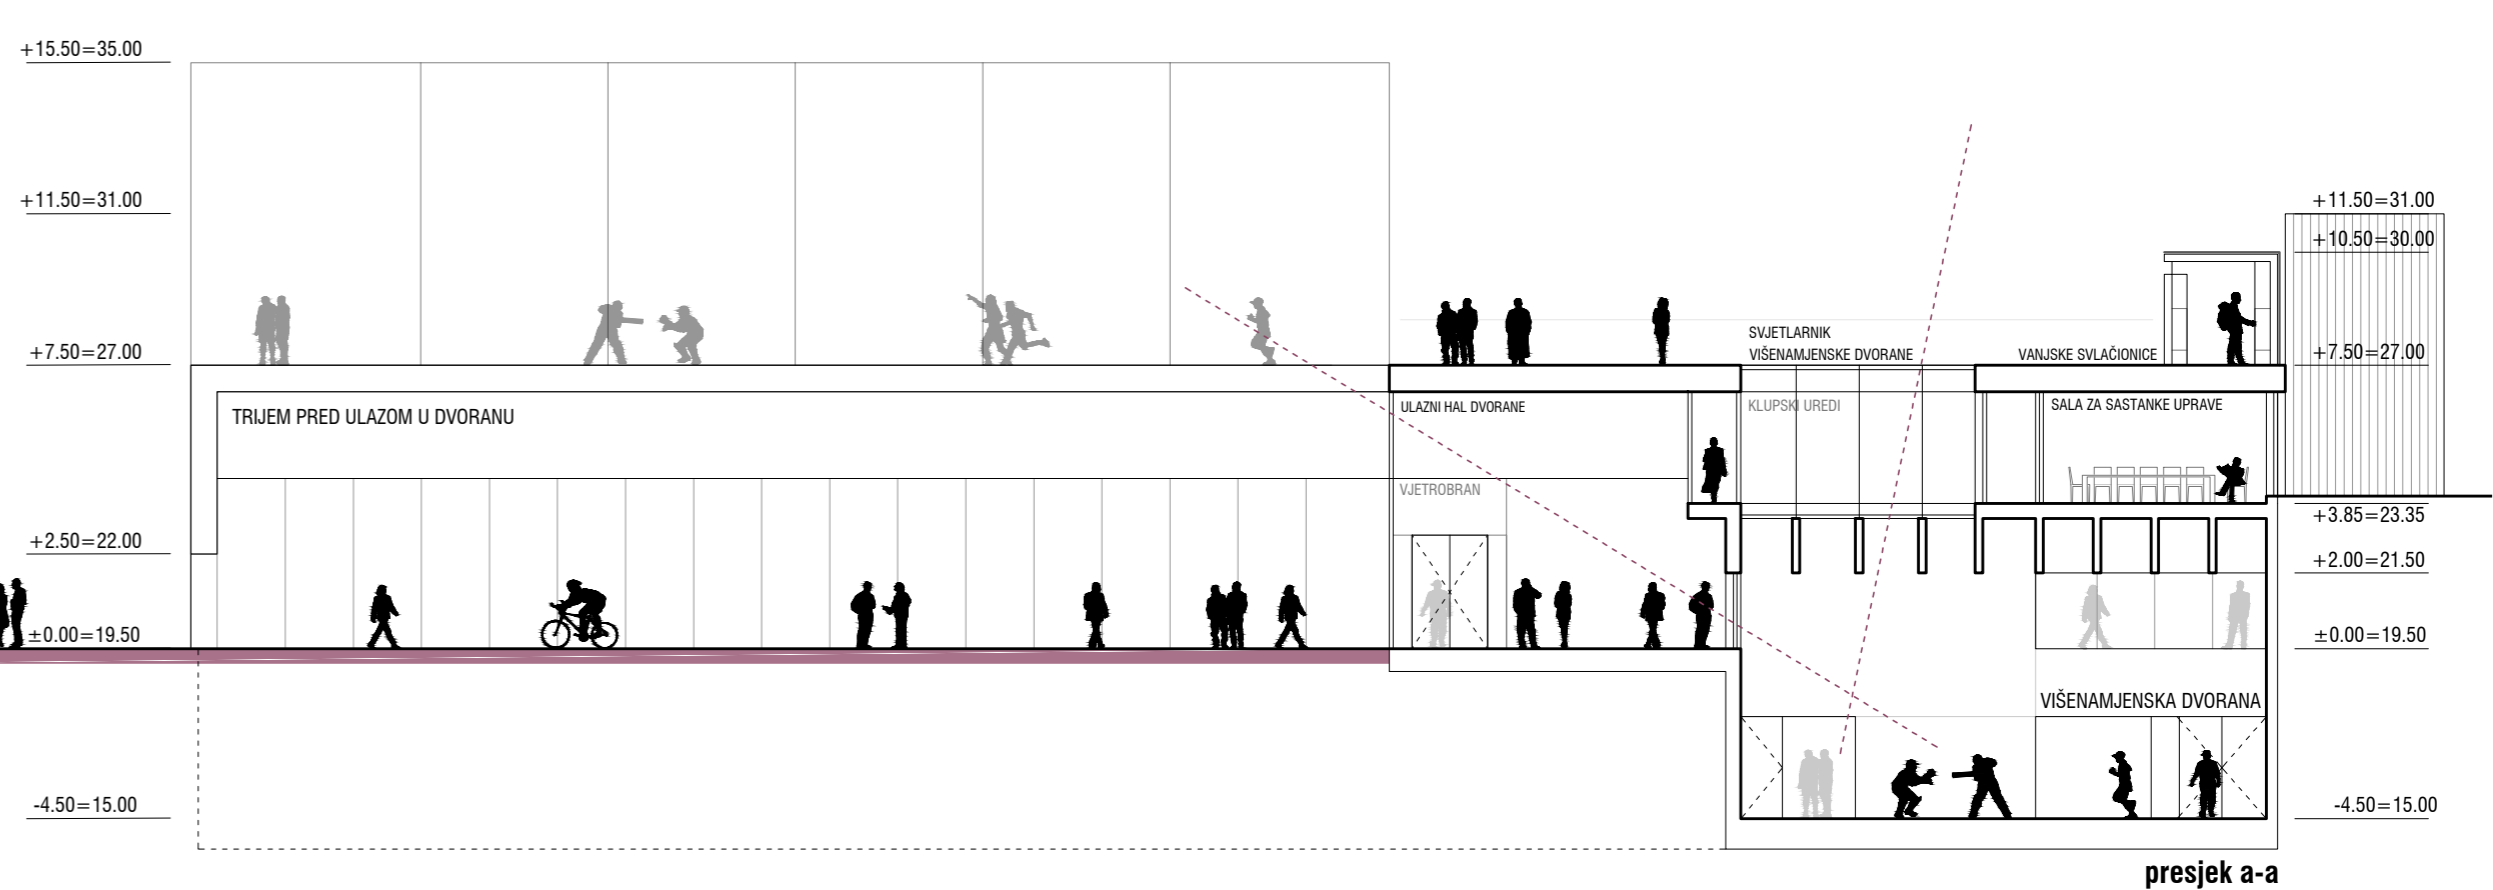 +15.50=35.00
+11.50=31.00
+7.50=27.00
+2.50=22.00
±0.00=19.50
-4.50=15.00
TRIJEM PRED ULAZOM U DVORANU
ULAZNI HAL DVORANE
VJETROBRAN
SVJETLARNIK
VIŠENAMJENSKE DVORANE
KLUPSKI UREDI
VANJSKE SVLAČIONICE
SALA ZA SASTANKE UPRAVE
VIŠENAMJENSKA DVORANA
+11.50=31.00
+10.50=30.00
+7.50=27.00
+3.85=23.35
+2.00=21.50
±0.00=19.50
-4.50=15.00
presjek a-a